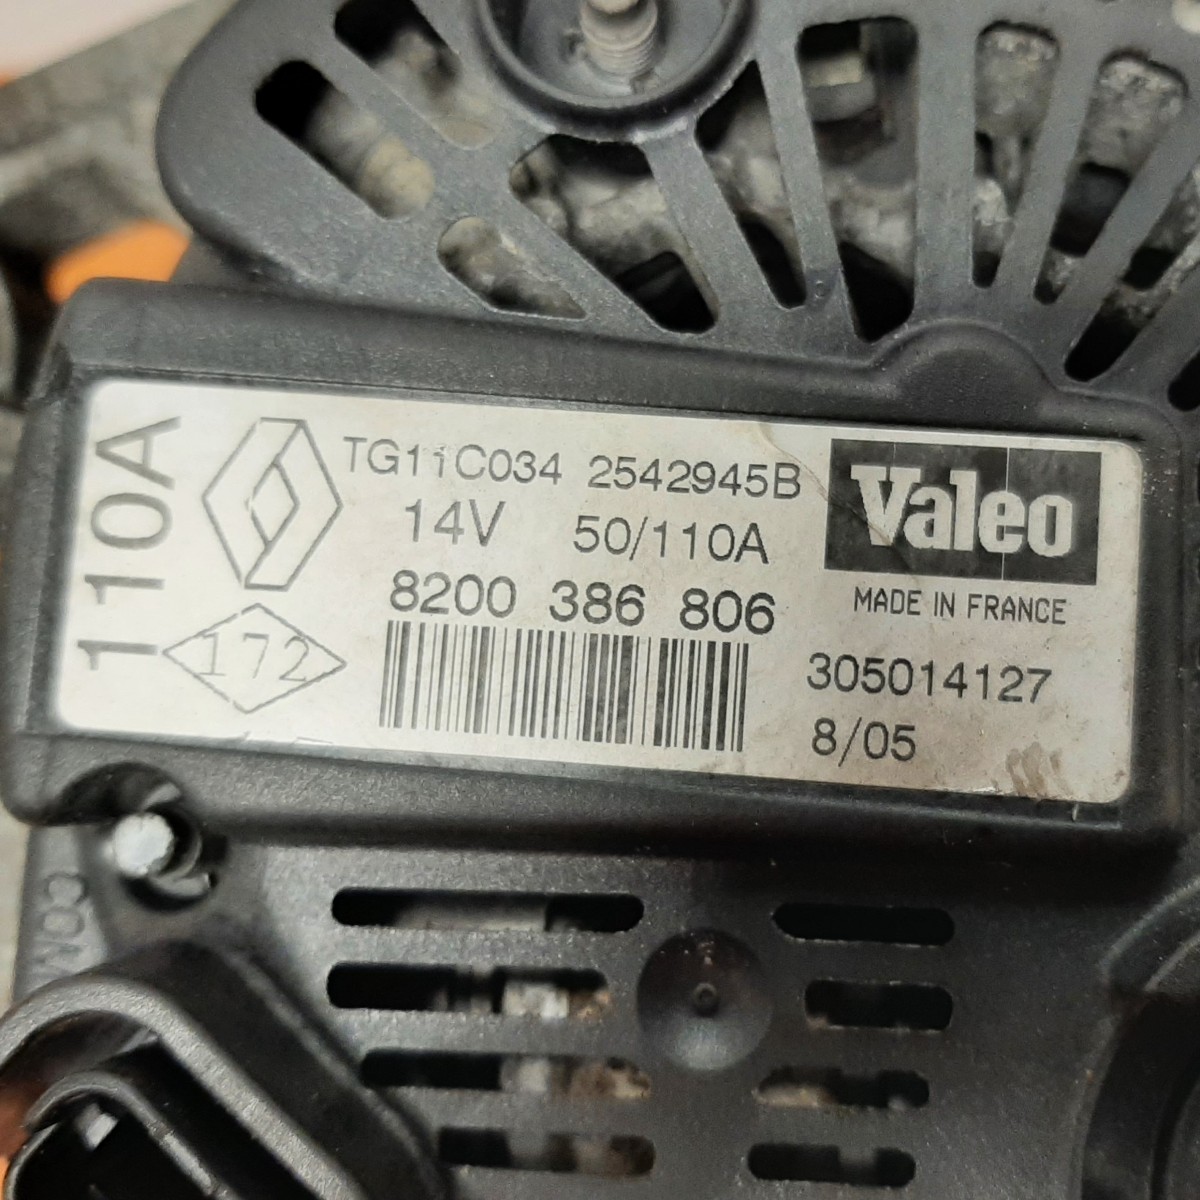 110A
TG11C034 2542945B
14V 50/110A
8200 386 806
172
Valeo
MADE IN FRANCE
305014127
8/05